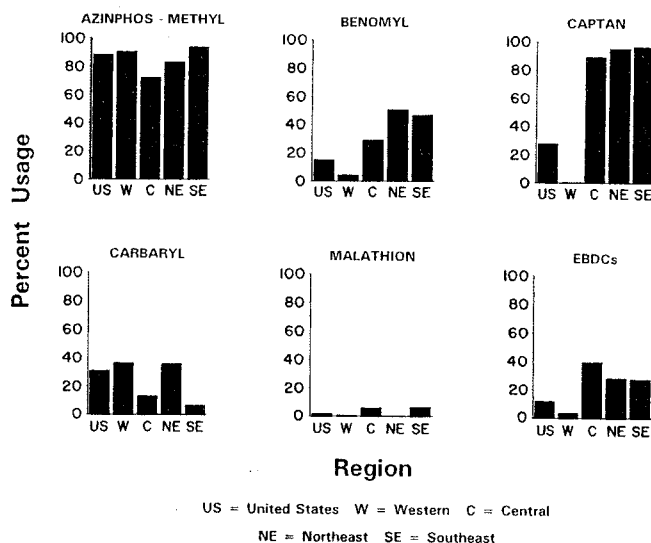 AZINPHOS - METHYL
BENOMYL
CAPTAN
100
80
60
40
20
0
US W C NE SE
100
80
60
40
20
0
US W C NE SE
100
80
60
40
20
0
US W C NE SE
Percent Usage
CARBARYL
MALATHION
EBDCs
100
80
60
40
20
0
US W C NE SE
100
80
60
40
20
0
US W C NE SE
100
80
60
40
20
0
US W C NE SE
Region
US = United States W = Western C = Central
NE = Northeast SE = Southeast